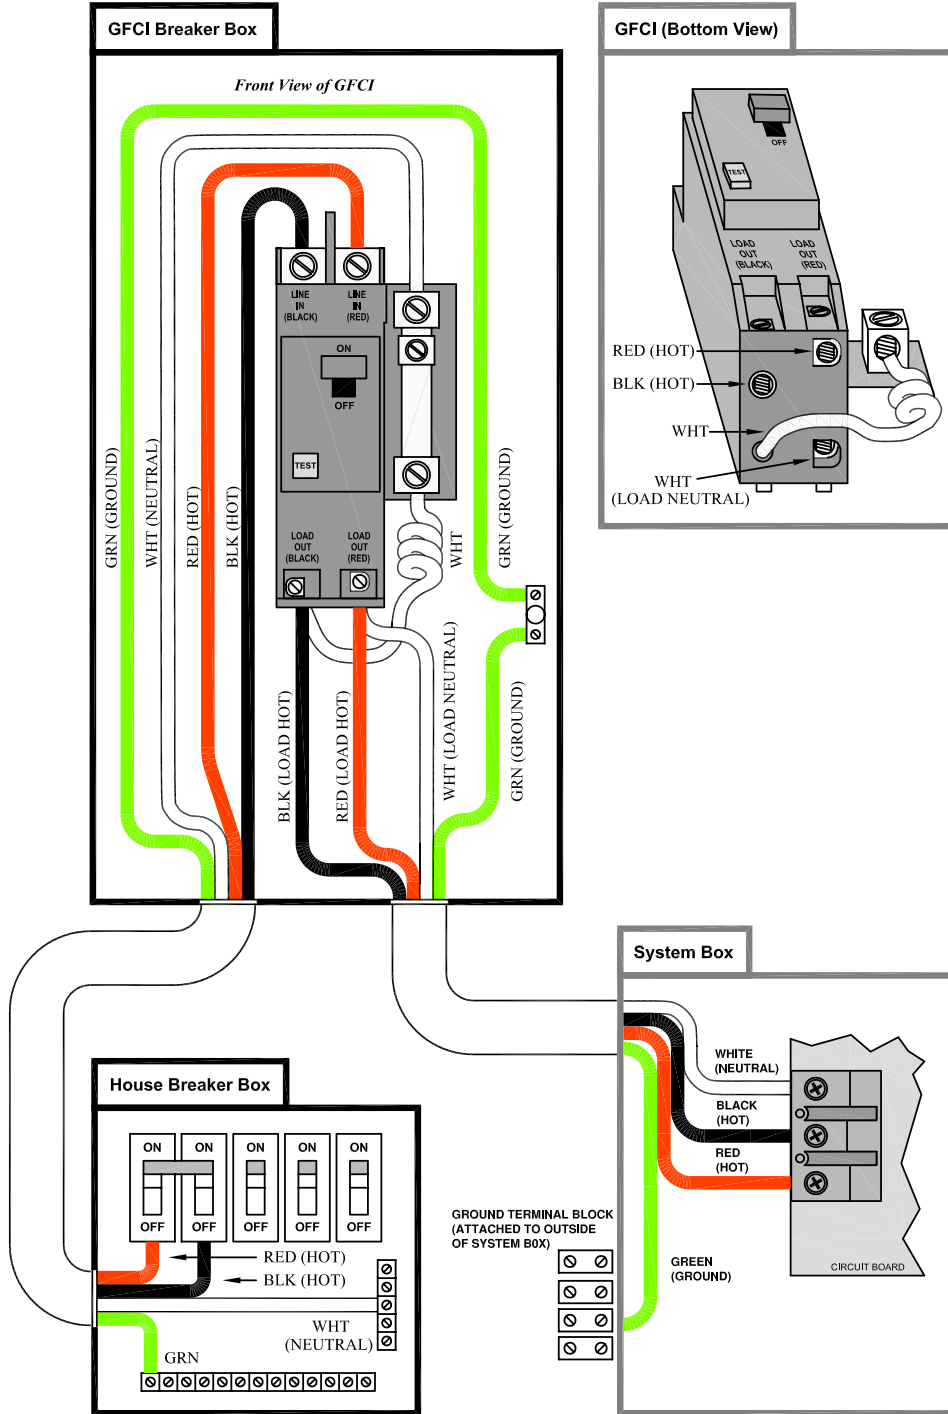 GFCI Breaker Box
Front View of GFCI
LINE
IN
(BLACK)
LINE
IN
(RED)
ON
OFF
TEST
LOAD
OUT
(BLACK)
LOAD
OUT
(RED)
GRN (GROUND)
WHT (NEUTRAL)
RED (HOT)
BLK (HOT)
WHT
GRN (GROUND)
BLK (LOAD HOT)
RED (LOAD HOT)
WHT (LOAD NEUTRAL)
GRN (GROUND)
GFCI (Bottom View)
OFF
TEST
LOAD
OUT
(BLACK)
LOAD
OUT
(RED)
RED (HOT)
BLK (HOT)
WHT
WHT
(LOAD NEUTRAL)
House Breaker Box
ON
ON
ON
ON
ON
OFF
OFF
OFF
OFF
OFF
RED (HOT)
BLK (HOT)
WHT
(NEUTRAL)
GRN
System Box
WHITE
(NEUTRAL)
BLACK
(HOT)
RED
(HOT)
GROUND TERMINAL BLOCK
(ATTACHED TO OUTSIDE
OF SYSTEM B0X)
GREEN
(GROUND)
CIRCUIT BOARD